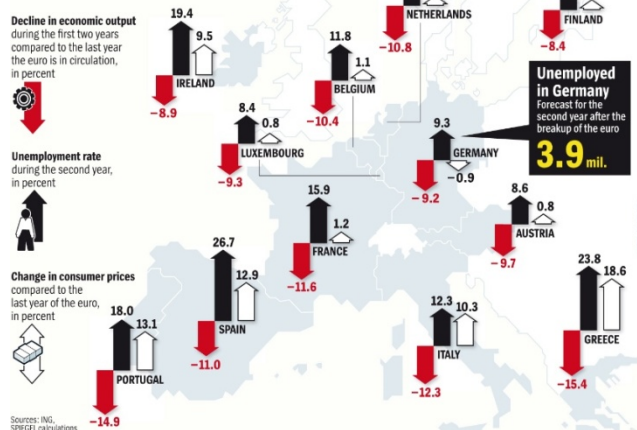 Decline in economic output
during the first two years
compared to the last year
the euro is in circulation,
in percent
Unemployment rate
during the second year,
in percent
Change in consumer prices
compared to the
last year of the euro,
in percent
19.4
9.5
IRELAND
-8.9
11.8
1.1
BELGIUM
-10.4
NETHERLANDS
-10.8
FINLAND
-8.4
Unemployed
in Germany
Forecast for the
second year after the
breakup of the euro
3.9 mil.
8.4
0.8
LUXEMBOURG
-9.3
9.3
GERMANY
-0.9
-9.2
15.9
1.2
FRANCE
-11.6
8.6
0.8
AUSTRIA
-9.7
26.7
12.9
SPAIN
-11.0
18.0
13.1
PORTUGAL
-14.9
12.3
10.3
ITALY
-12.3
23.8
18.6
GREECE
-15.4
Sources: ING,
SPIEGEL calculations